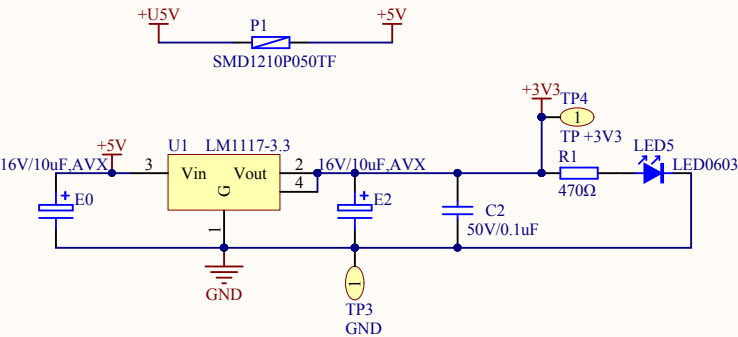 +U5V
P1
+5V
SMD1210P050TF
+3V3
TP4
1
TP +3V3
+5V
U1
LM1117-3.3
16V/10uF,AVX
3
Vin
Vout
2
4
16V/10uF,AVX
R1
470Ω
LED5
LED0603
E0
G
1
E2
C2
50V/0.1uF
GND
1
TP3
GND